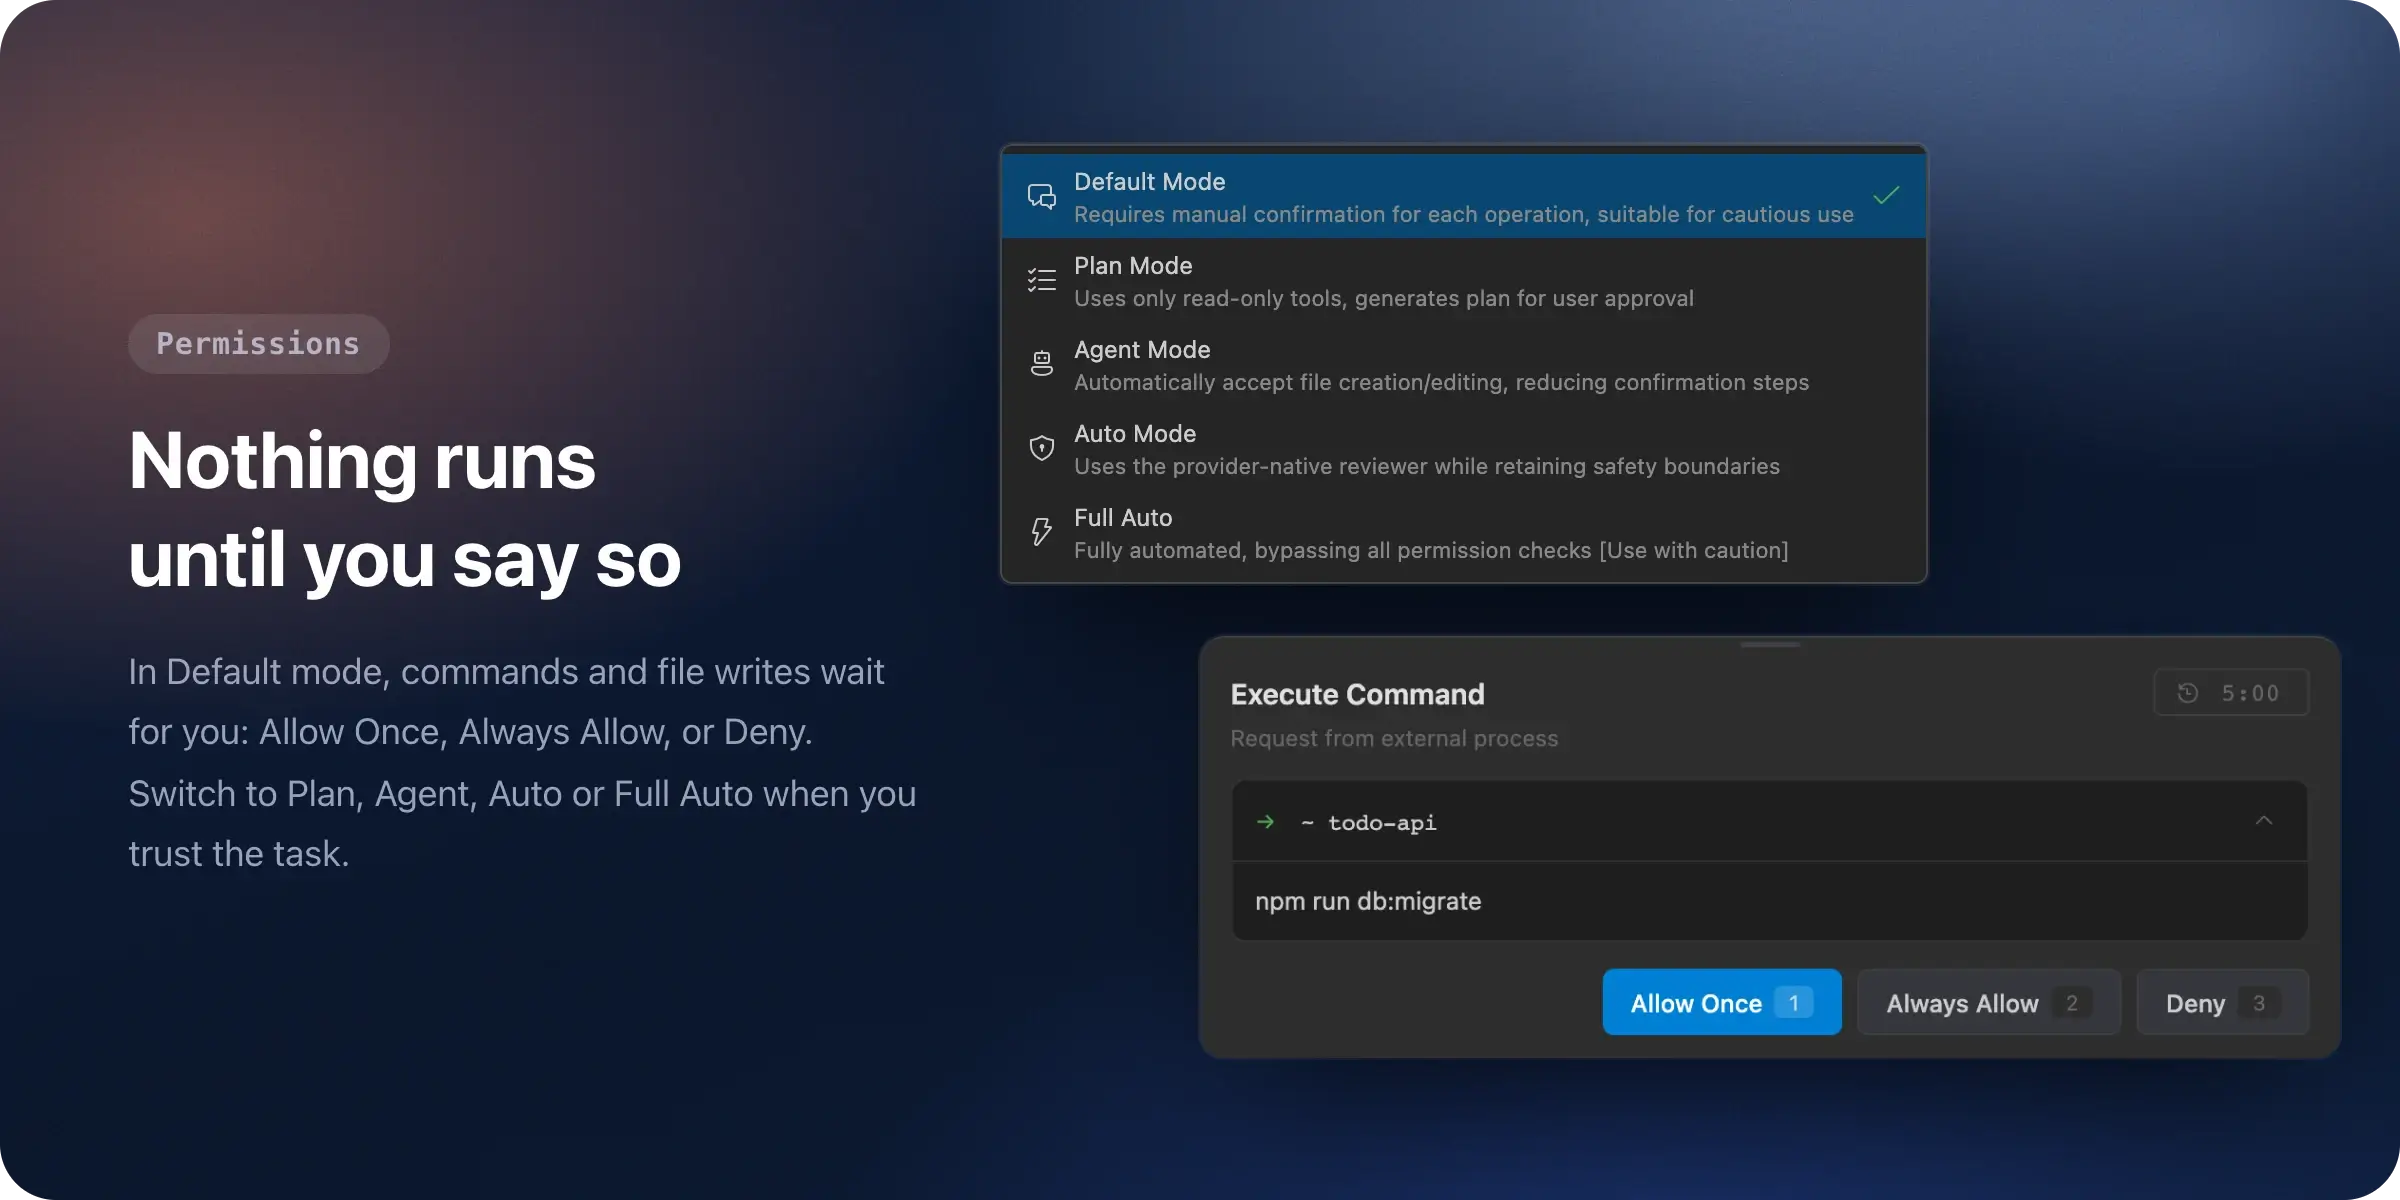 Permissions
Nothing runs
until you say so
In Default mode, commands and file writes wait
for you: Allow Once, Always Allow, or Deny.
Switch to Plan, Agent, Auto or Full Auto when you
trust the task.
Default Mode
Requires manual confirmation for each operation, suitable for cautious use
Plan Mode
Uses only read-only tools, generates plan for user approval
Agent Mode
Automatically accept file creation/editing, reducing confirmation steps
Auto Mode
Uses the provider-native reviewer while retaining safety boundaries
Full Auto
Fully automated, bypassing all permission checks [Use with caution]
Execute Command
5:00
Request from external process
~ todo-api
npm run db:migrate
Allow Once 1
Always Allow 2
Deny 3